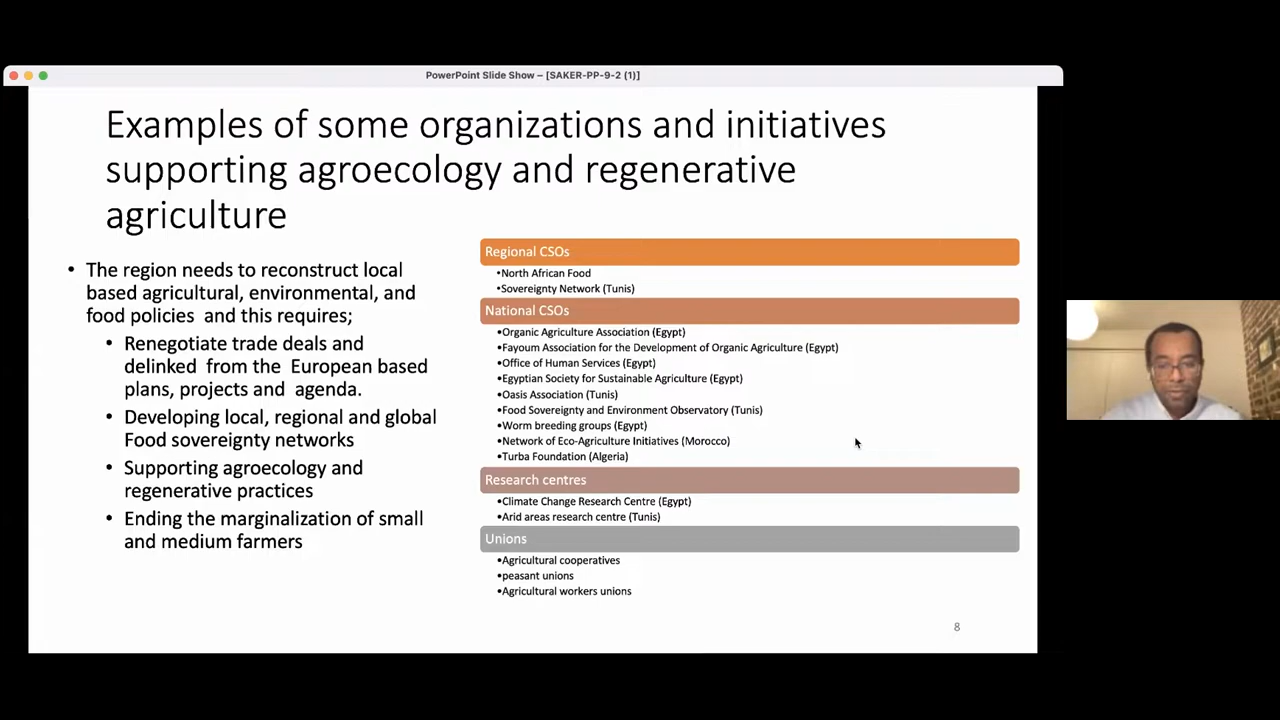 PowerPoint Slide Show – [SAKER-PP-9-2 (1)]
Examples of some organizations and initiatives
supporting agroecology and regenerative
agriculture
• The region needs to reconstruct local
based agricultural, environmental, and
food policies and this requires;
• Renegotiate trade deals and
delinked from the European based
plans, projects and agenda.
• Developing local, regional and global
Food sovereignty networks
• Supporting agroecology and
regenerative practices
• Ending the marginalization of small
and medium farmers
Regional CSOs
•North African Food
•Sovereignty Network (Tunis)
National CSOs
•Organic Agriculture Association (Egypt)
•Fayoum Association for the Development of Organic Agriculture (Egypt)
•Office of Human Services (Egypt)
•Egyptian Society for Sustainable Agriculture (Egypt)
•Oasis Association (Tunis)
•Food Sovereignty and Environment Observatory (Tunis)
•Worm breeding groups (Egypt)
•Network of Eco-Agriculture Initiatives (Morocco)
•Turba Foundation (Algeria)
Research centres
•Climate Change Research Centre (Egypt)
•Arid areas research centre (Tunis)
Unions
•Agricultural cooperatives
•peasant unions
•Agricultural workers unions
8